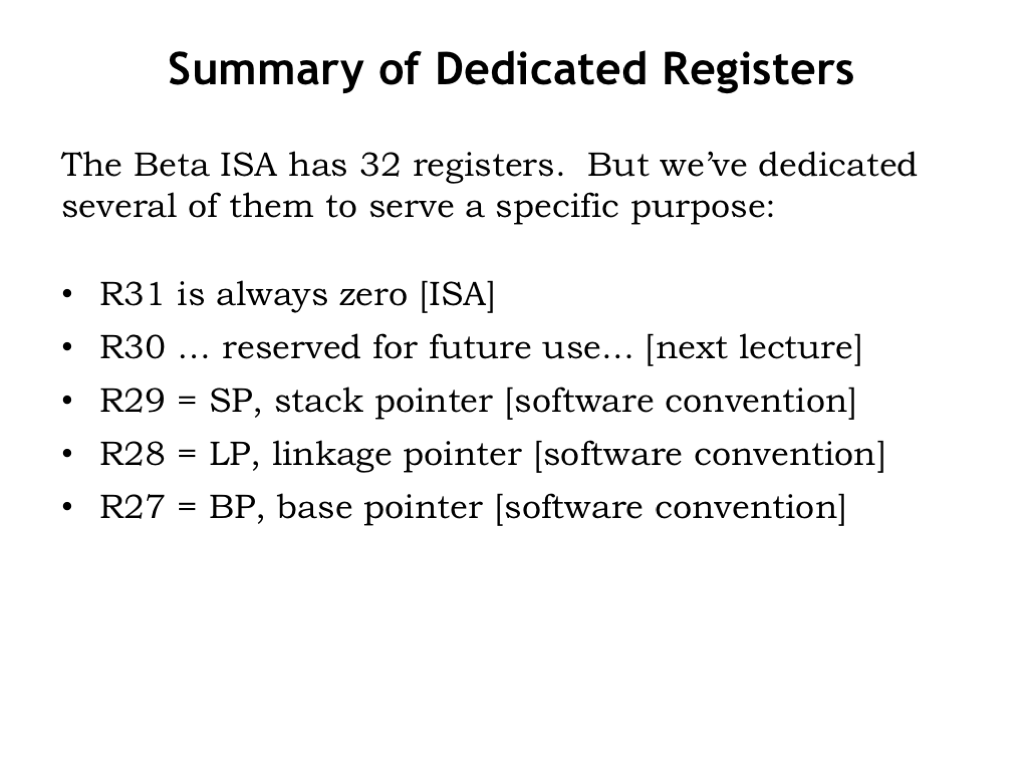 Summary of Dedicated Registers
The Beta ISA has 32 registers.  But we’ve dedicated
several of them to serve a specific purpose:
• R31 is always zero [ISA]
• R30 … reserved for future use… [next lecture]
• R29 = SP, stack pointer [software convention]
• R28 = LP, linkage pointer [software convention]
• R27 = BP, base pointer [software convention]